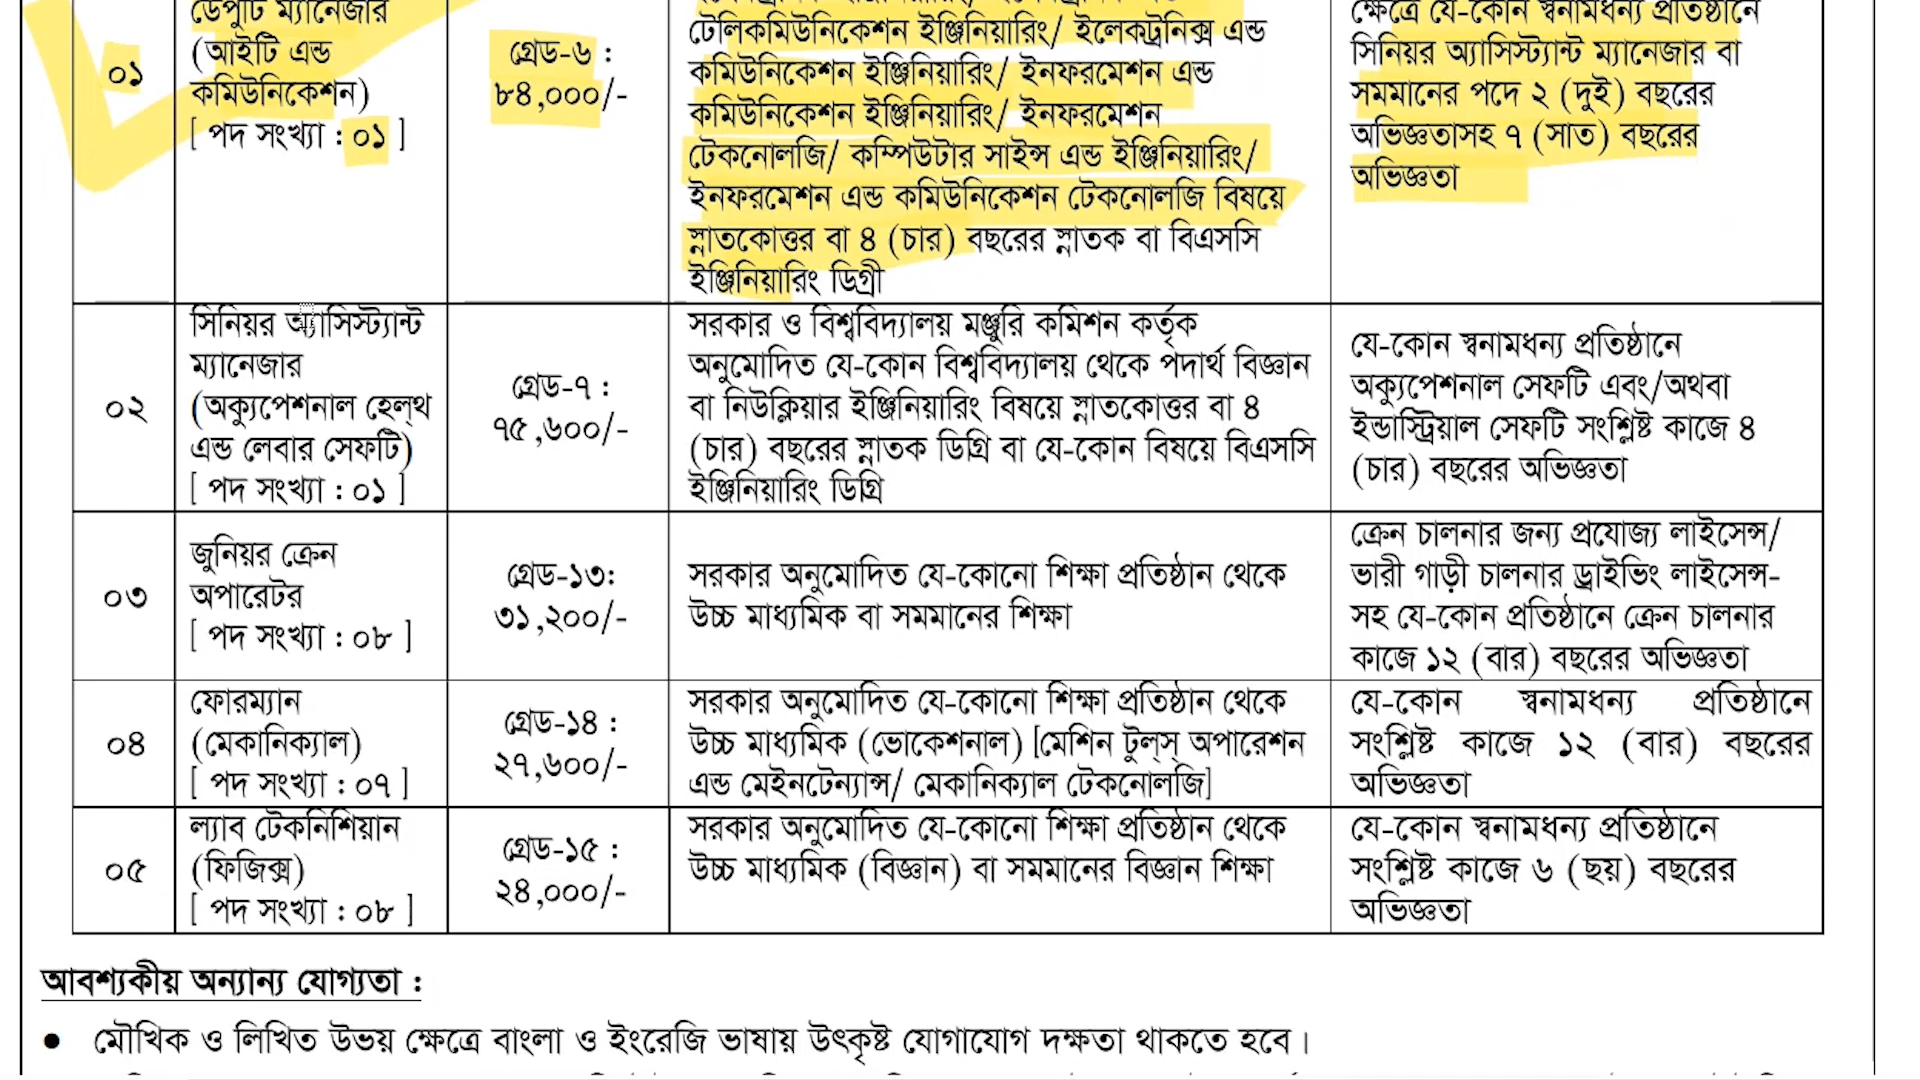 ডেপুটি ম্যানেজার
(আইটি এন্ড
কমিউনিকেশন)
[ পদ সংখ্যা : ০১ ]
০১
গ্রেড-৬ :
৮৪,০০০/-
টেলিকমিউনিকেশন ইঞ্জিনিয়ারিং/ ইলেকট্রনিক্স এন্ড
কমিউনিকেশন ইঞ্জিনিয়ারিং/ ইনফরমেশন এন্ড
কমিউনিকেশন ইঞ্জিনিয়ারিং/ ইনফরমেশন
টেকনোলজি/ কম্পিউটার সাইন্স এন্ড ইঞ্জিনিয়ারিং/
ইনফরমেশন এন্ড কমিউনিকেশন টেকনোলজি বিষয়ে
স্নাতকোত্তর বা ৪ (চার) বছরের স্নাতক বা বিএসসি
ইঞ্জিনিয়ারিং ডিগ্রী
ক্ষেত্রে যে-কোন স্বনামধন্য প্রতিষ্ঠানে
সিনিয়র অ্যাসিস্ট্যান্ট ম্যানেজার বা
সমমানের পদে ২ (দুই) বছরের
অভিজ্ঞতাসহ ৭ (সাত) বছরের
অভিজ্ঞতা
০২
সিনিয়র অ্যাসিস্ট্যান্ট
ম্যানেজার
(অক্যুপেশনাল হেল্থ
এন্ড লেবার সেফটি)
[ পদ সংখ্যা : ০১ ]
গ্রেড-৭ :
৭৫,৬০০/-
সরকার ও বিশ্ববিদ্যালয় মঞ্জুরি কমিশন কর্তৃক
অনুমোদিত যে-কোন বিশ্ববিদ্যালয় থেকে পদার্থ বিজ্ঞান
বা নিউক্লিয়ার ইঞ্জিনিয়ারিং বিষয়ে স্নাতকোত্তর বা ৪
(চার) বছরের স্নাতক ডিগ্রি বা যে-কোন বিষয়ে বিএসসি
ইঞ্জিনিয়ারিং ডিগ্রি
যে-কোন স্বনামধন্য প্রতিষ্ঠানে
অক্যুপেশনাল সেফটি এবং/অথবা
ইন্ডাস্ট্রিয়াল সেফটি সংশ্লিষ্ট কাজে ৪
(চার) বছরের অভিজ্ঞতা
০৩
জুনিয়র ক্রেন
অপারেটর
[ পদ সংখ্যা : ০৮ ]
গ্রেড-১৩:
৩১,২০০/-
সরকার অনুমোদিত যে-কোনো শিক্ষা প্রতিষ্ঠান থেকে
উচ্চ মাধ্যমিক বা সমমানের শিক্ষা
ক্রেন চালনার জন্য প্রযোজ্য লাইসেন্স/
ভারী গাড়ী চালনার ড্রাইভিং লাইসেন্স-
সহ যে-কোন প্রতিষ্ঠানে ক্রেন চালনার
কাজে ১২ (বার) বছরের অভিজ্ঞতা
০৪
ফোরম্যান
(মেকানিক্যাল)
[ পদ সংখ্যা : ০৭ ]
গ্রেড-১৪ :
২৭,৬০০/-
সরকার অনুমোদিত যে-কোনো শিক্ষা প্রতিষ্ঠান থেকে
উচ্চ মাধ্যমিক (ভোকেশনাল) [মেশিন টুল্স্ অপারেশন
এন্ড মেইনটেন্যান্স/ মেকানিক্যাল টেকনোলজি]
যে-কোন স্বনামধন্য প্রতিষ্ঠানে
সংশ্লিষ্ট কাজে ১২ (বার) বছরের
অভিজ্ঞতা
০৫
ল্যাব টেকনিশিয়ান
(ফিজিক্স)
[ পদ সংখ্যা : ০৮ ]
গ্রেড-১৫ :
২৪,০০০/-
সরকার অনুমোদিত যে-কোনো শিক্ষা প্রতিষ্ঠান থেকে
উচ্চ মাধ্যমিক (বিজ্ঞান) বা সমমানের বিজ্ঞান শিক্ষা
যে-কোন স্বনামধন্য প্রতিষ্ঠানে
সংশ্লিষ্ট কাজে ৬ (ছয়) বছরের
অভিজ্ঞতা
আবশ্যকীয় অন্যান্য যোগ্যতা :
● মৌখিক ও লিখিত উভয় ক্ষেত্রে বাংলা ও ইংরেজি ভাষায় উৎকৃষ্ট যোগাযোগ দক্ষতা থাকতে হবে।